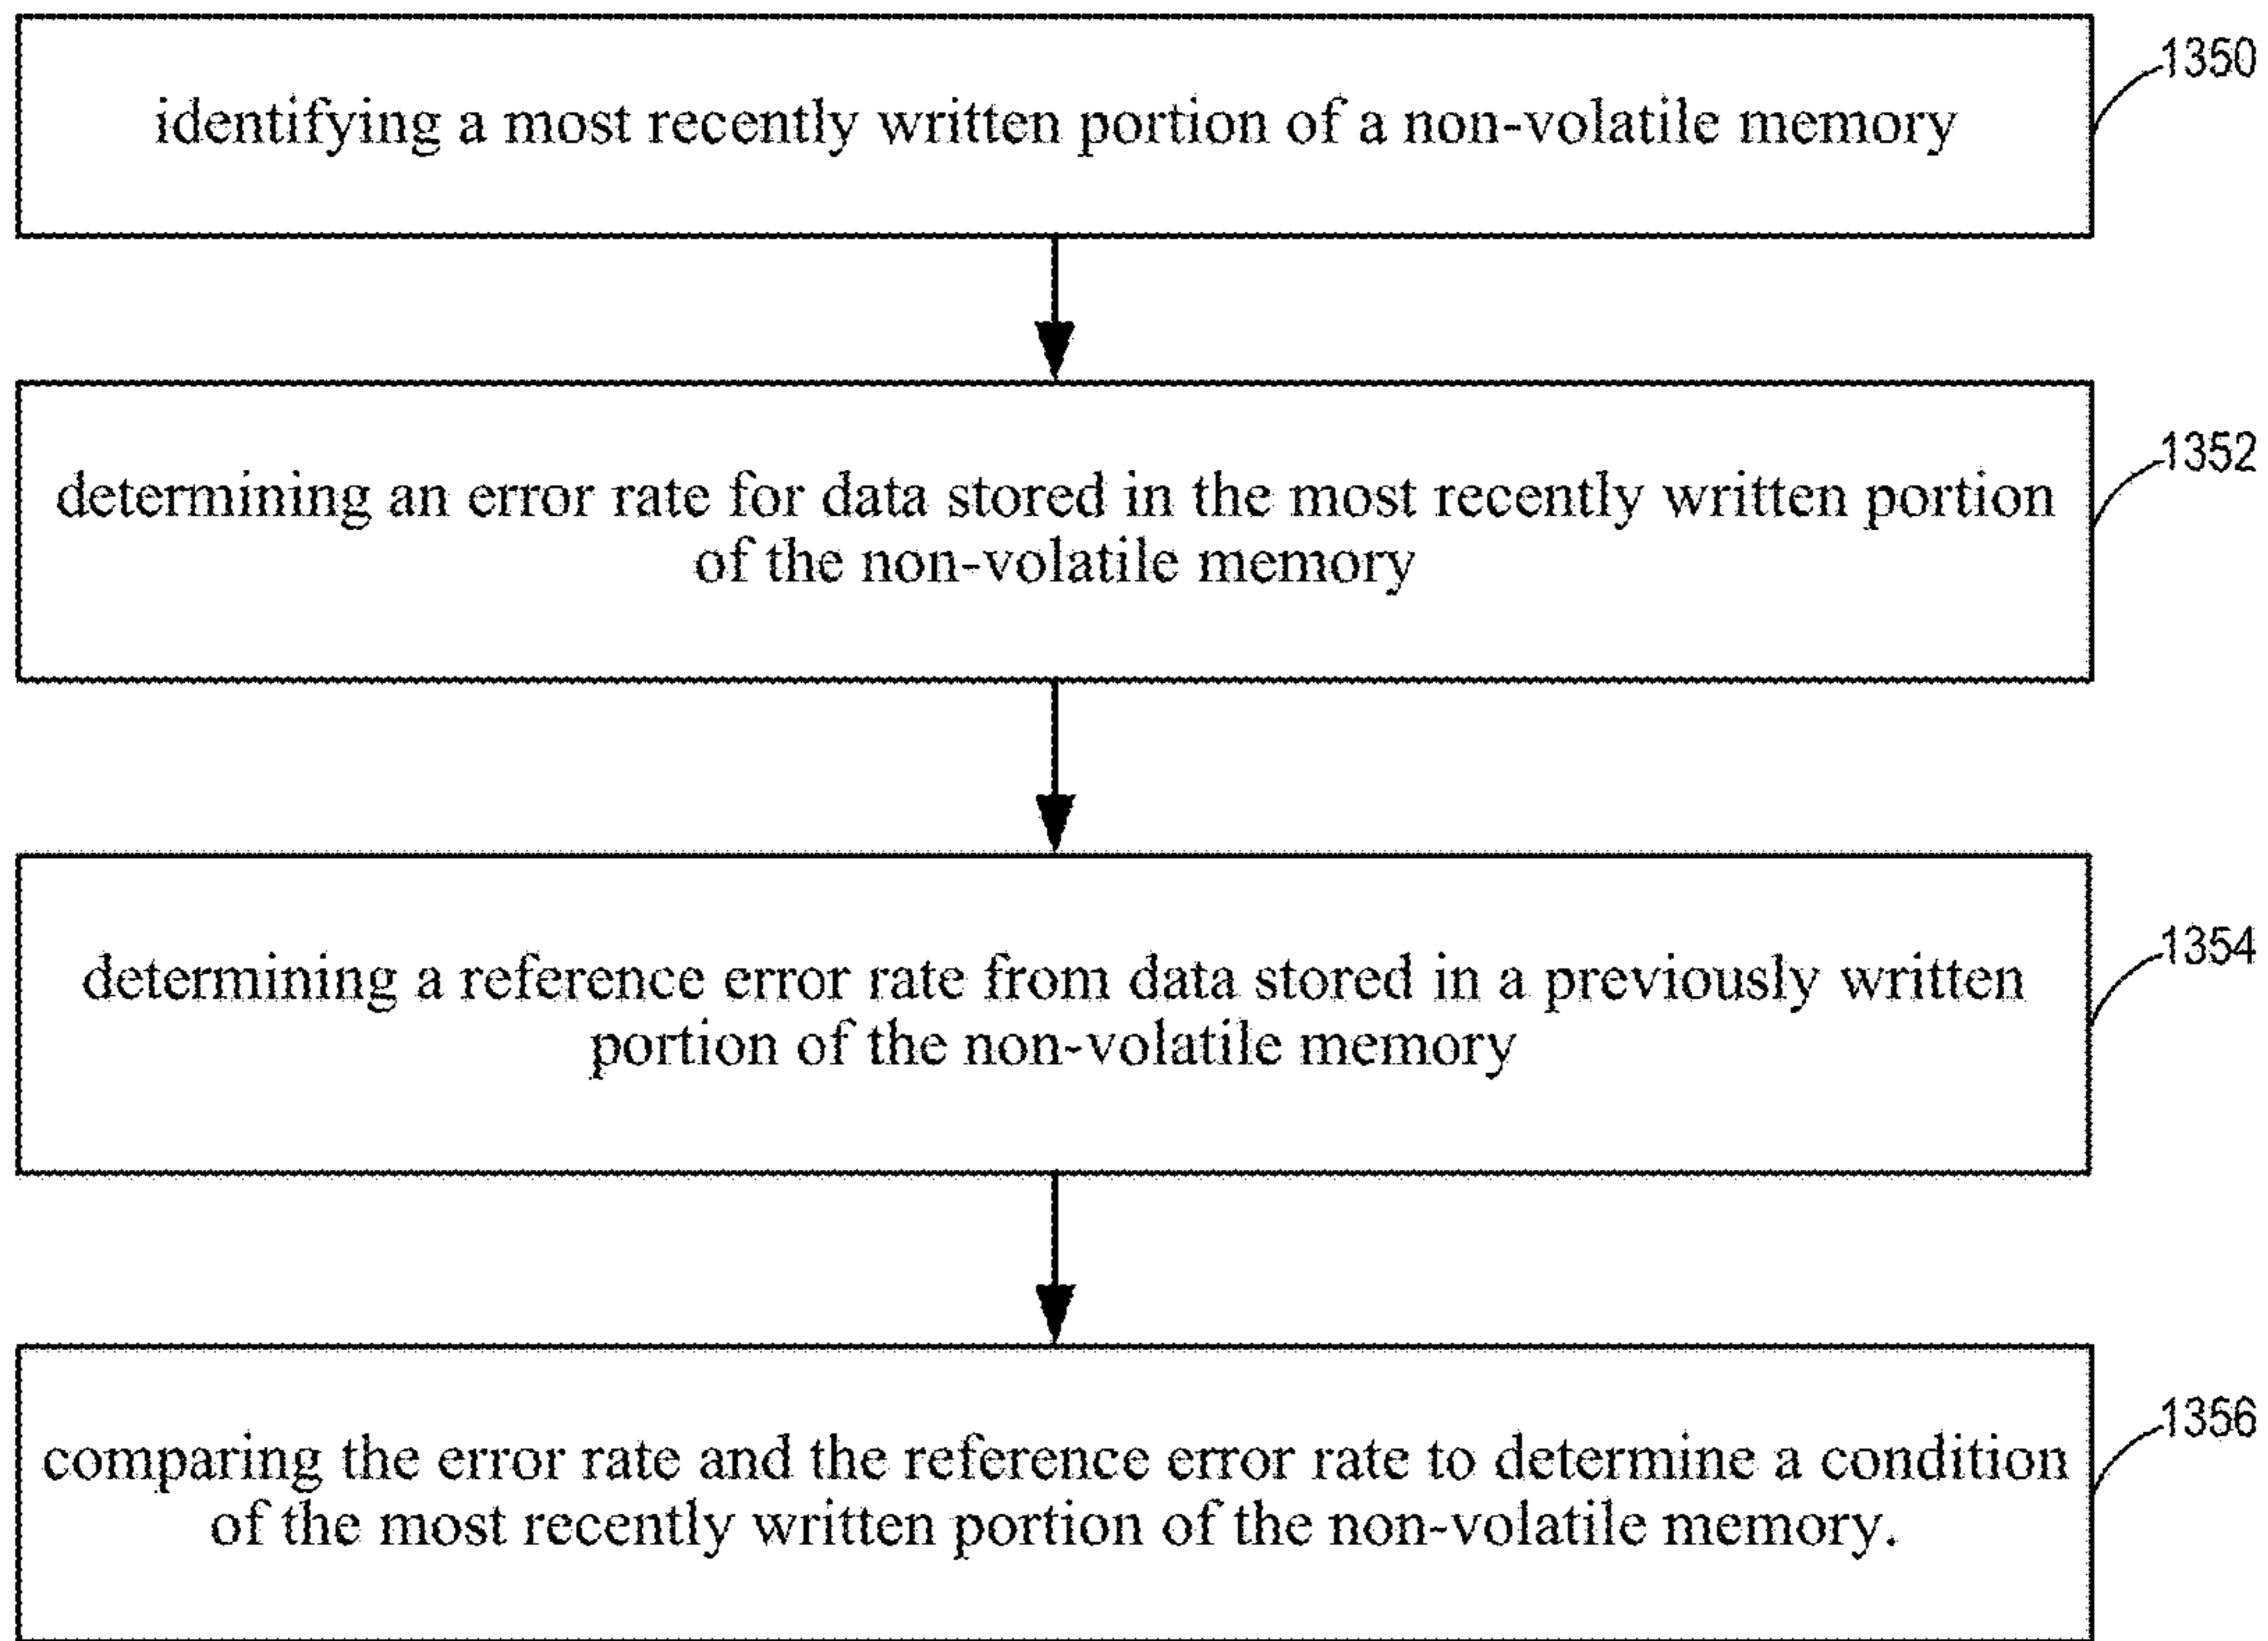 1350
identifying a most recently written portion of a non-volatile memory
1352
determining an error rate for data stored in the most recently written portion
of the non-volatile memory
1354
determining a reference error rate from data stored in a previously written
portion of the non-volatile memory
1356
comparing the error rate and the reference error rate to determine a condition
of the most recently written portion of the non-volatile memory.